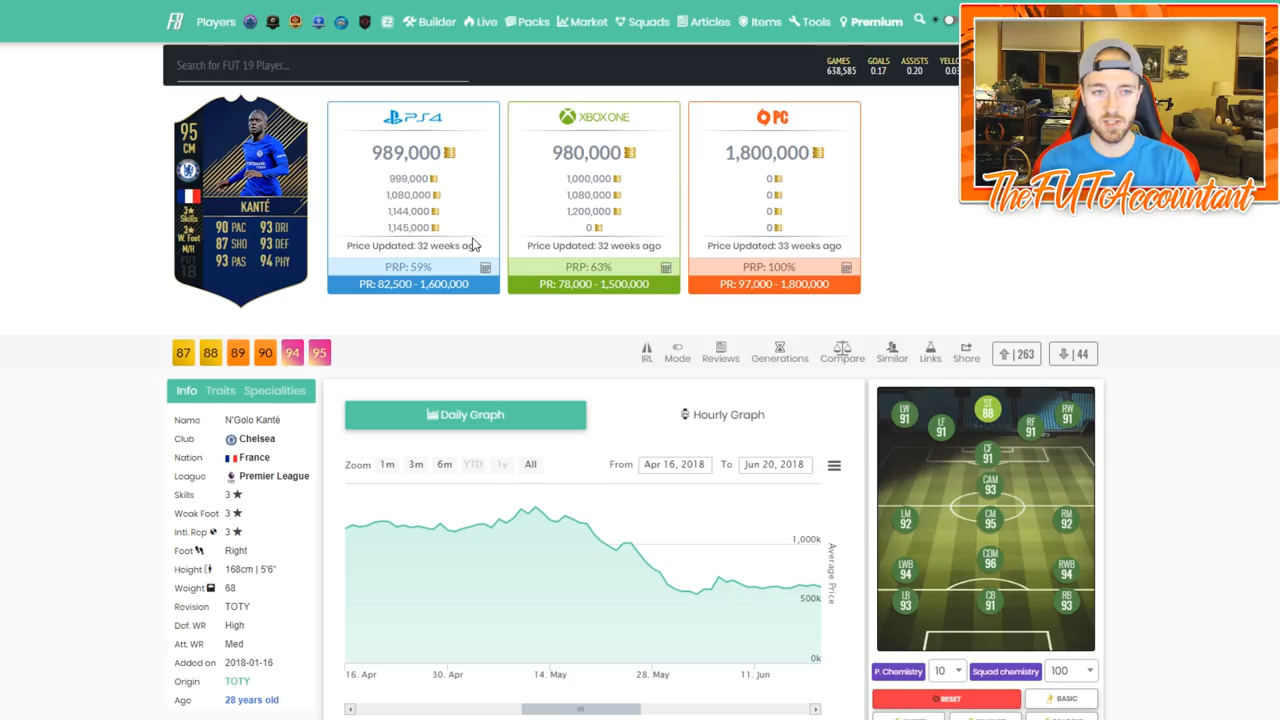 F8 Players Builder Live Packs Market Squads Articles Items Tools Premium
Search for FUT 19 Player...
GAMES GOALS ASSISTS
638,585 0.17 0.20 0.03
95
CM
3★
Skills
3★
W. Foot
M/H
FUT
18
KANTÉ
90 PAC 93 DRI
87 SHO 93 DEF
93 PAS 94 PHY
PS4
989,000
999,000
1,080,000
1,144,000
1,145,000
Price Updated: 32 weeks ago
PRP: 59%
PR: 82,500 - 1,600,000
XBOX ONE
980,000
1,000,000
1,080,000
1,200,000
0
Price Updated: 32 weeks ago
PRP: 63%
PR: 78,000 - 1,500,000
PC
1,800,000
0
0
0
0
Price Updated: 33 weeks ago
PRP: 100%
PR: 97,000 - 1,800,000
TheFUTAccountant
87 88 89 90 94 95
IRL Mode Reviews Generations Compare Similar Links Share 263 44
Info Traits Specialities
Name N'Golo Kanté
Club Chelsea
Nation France
League Premier League
Skills 3★
Weak Foot 3★
Intl. Rep 3★
Foot Right
Height 168cm | 5'6"
Weight 68
Revision TOTY
Def. WR High
Att. WR Med
Added on 2018-01-16
Origin TOTY
Age 28 years old
Daily Graph Hourly Graph
Zoom 1m 3m 6m YTD 1y All From Apr 16, 2018 To Jun 20, 2018
1,000k
500k
0k
Average Price
16. Apr 30. Apr 14. May 28. May 11. Jun
ST
88
LW
91
RW
91
LF
91
RF
91
CF
91
CAM
93
LM
92
CM
95
RM
92
CDM
96
LWB
94
RWB
94
LB
93
CB
91
RB
93
P. Chemistry 10 Squad chemistry 100
RESET BASIC